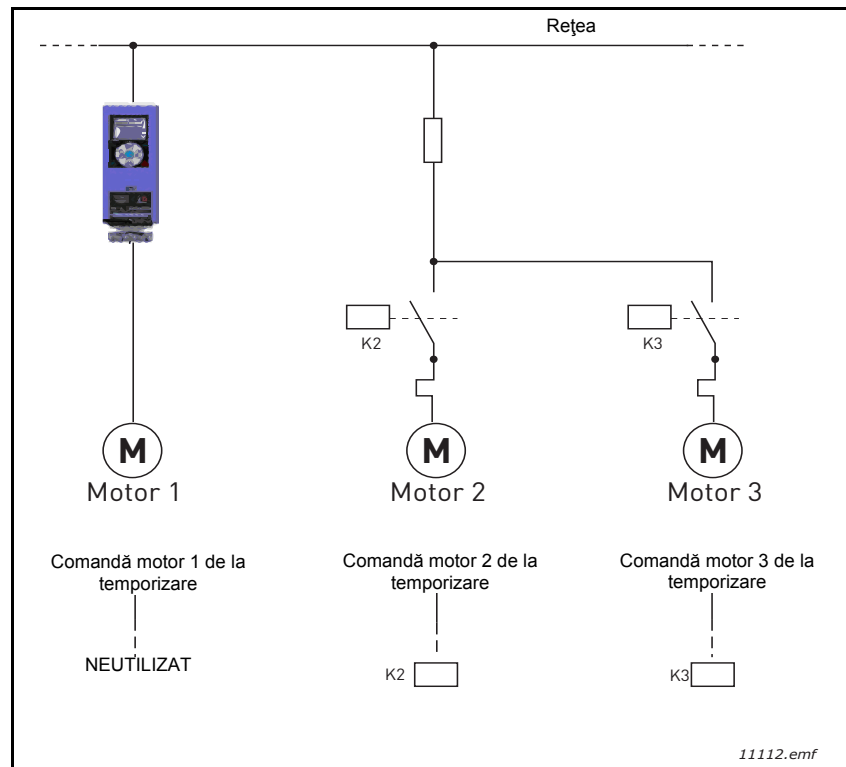 Reţea
K2
K3
M
M
M
Motor 1
Motor 2
Motor 3
Comandă motor 1 de la
temporizare
Comandă motor 2 de la
temporizare
Comandă motor 3 de la
temporizare
NEUTILIZAT
K2
K3
11112.emf